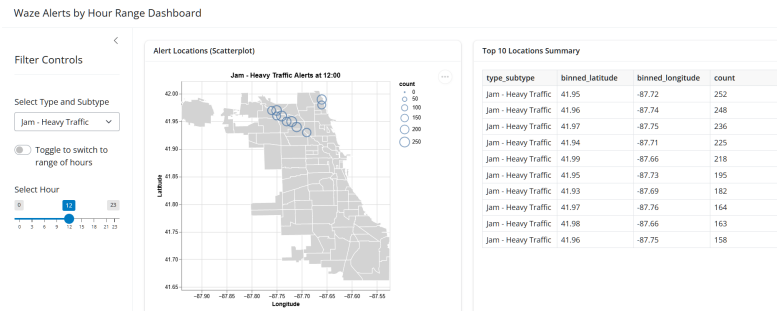 Waze Alerts by Hour Range Dashboard
Filter Controls
Select Type and Subtype
Jam - Heavy Traffic
Toggle to switch to
range of hours
Select Hour
0 12 23
0 3 6 9 12 15 18 21 23
Alert Locations (Scatterplot)
Jam - Heavy Traffic Alerts at 12:00
Latitude
42.00
41.95
41.90
41.85
41.80
41.75
41.70
41.65
−87.90 −87.85 −87.80 −87.75 −87.70 −87.65 −87.60 −87.55
Longitude
count
0
50
100
150
200
250
Top 10 Locations Summary
type_subtype binned_latitude binned_longitude count
Jam - Heavy Traffic 41.95 -87.72 252
Jam - Heavy Traffic 41.96 -87.74 248
Jam - Heavy Traffic 41.97 -87.75 236
Jam - Heavy Traffic 41.94 -87.71 225
Jam - Heavy Traffic 41.99 -87.66 218
Jam - Heavy Traffic 41.95 -87.73 195
Jam - Heavy Traffic 41.93 -87.69 182
Jam - Heavy Traffic 41.97 -87.76 164
Jam - Heavy Traffic 41.98 -87.66 163
Jam - Heavy Traffic 41.96 -87.75 158